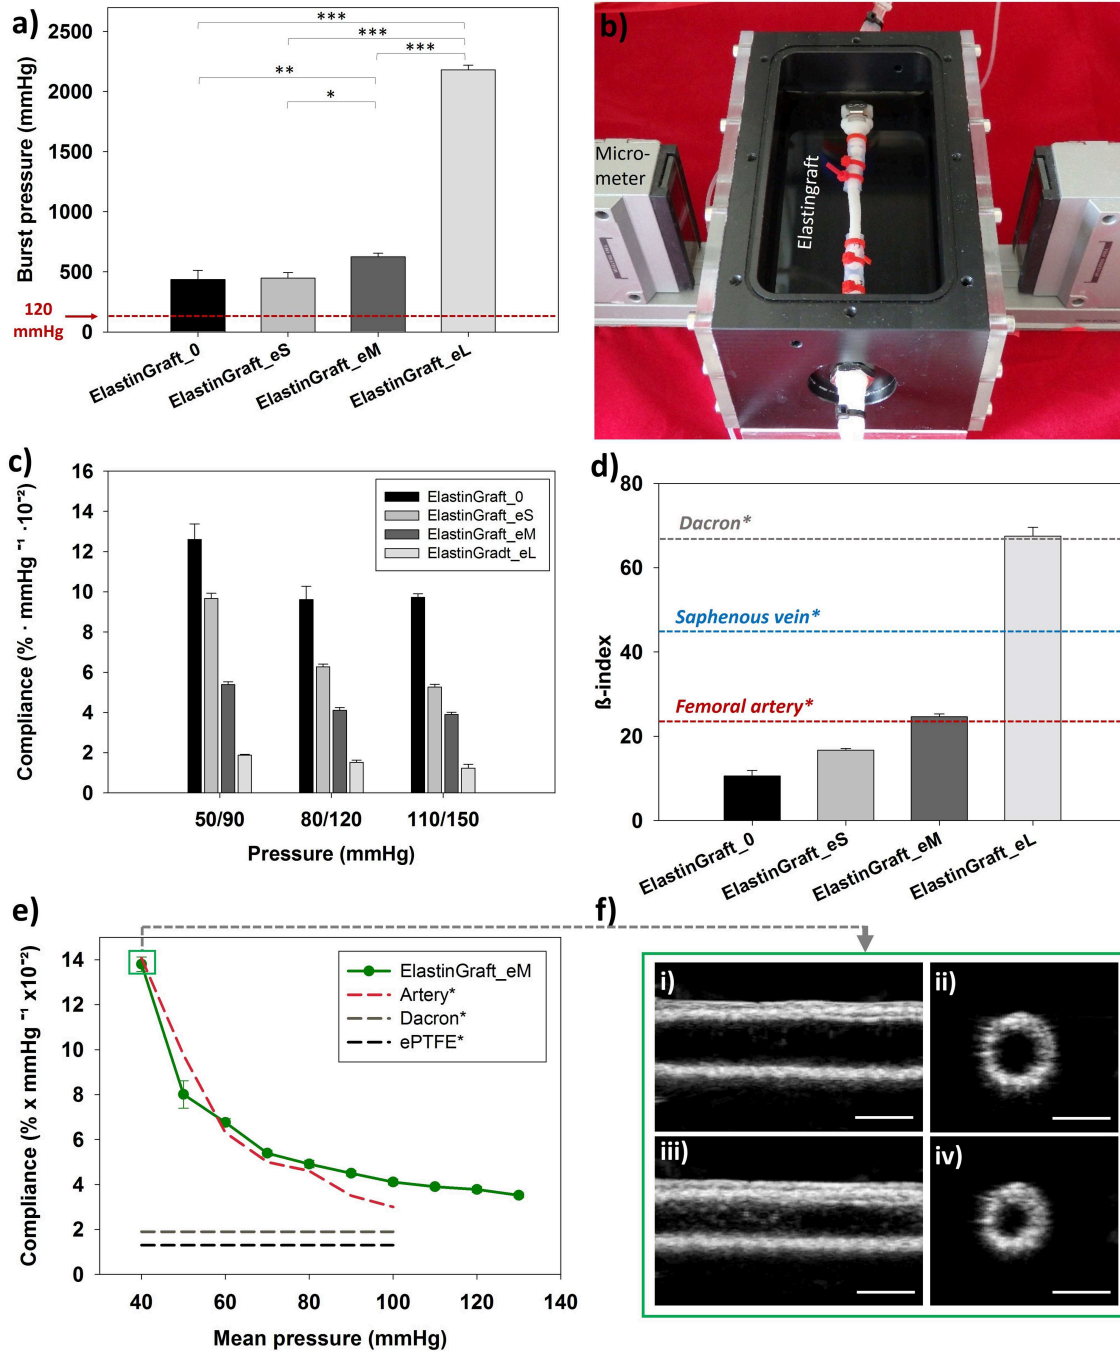 a)
Burst pressure (mmHg)
2500
2000
1500
1000
500
0
120
mmHg
***
***
***
**
*
ElastinGraft_0
ElastinGraft_eS
ElastinGraft_eM
ElastinGraft_eL
b)
Micro-
meter
Elastingraft
c)
Compliance (% · mmHg ⁻¹ ·10⁻²)
16
14
12
10
8
6
4
2
0
ElastinGraft_0
ElastinGraft_eS
ElastinGraft_eM
ElastinGradt_eL
50/90
80/120
110/150
Pressure (mmHg)
d)
ß-index
80
60
40
20
0
Dacron*
Saphenous vein*
Femoral artery*
ElastinGraft_0
ElastinGraft_eS
ElastinGraft_eM
ElastinGraft_eL
e)
Compliance (% x mmHg ⁻¹ x10⁻²)
14
12
10
8
6
4
2
0
ElastinGraft_eM
Artery*
Dacron*
ePTFE*
40
60
80
100
120
140
Mean pressure (mmHg)
f)
i)
ii)
iii)
iv)